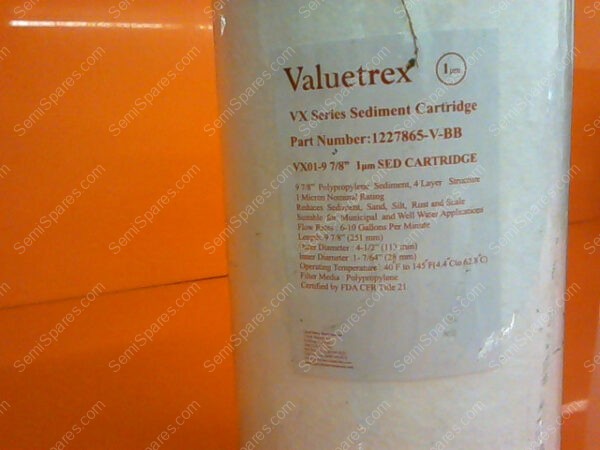 Valuetrex 1μm
VX Series Sediment Cartridge
Part Number:1227865-V-BB
VX01-9 7/8" 1μm SED CARTRIDGE
9 7/8" Polypropylene Sediment, 4 Layer Structure
1 Micron Nominal Rating
Reduces Sediment, Sand, Silt, Rust and Scale
Suitable for Municipal and Well Water Applications
Flow Rate : 6-10 Gallons Per Minute
Length: 9 7/8" (251 mm)
Outer Diameter : 4-1/2" (113 mm)
Inner Diameter :1- 7/64" (28 mm)
Operating Temperature : 40°F to 145°F(4.4°C to 62.8°C)
Filter Media : Polypropylene
Certified by FDA CFR Title 21
SemiSpares.com